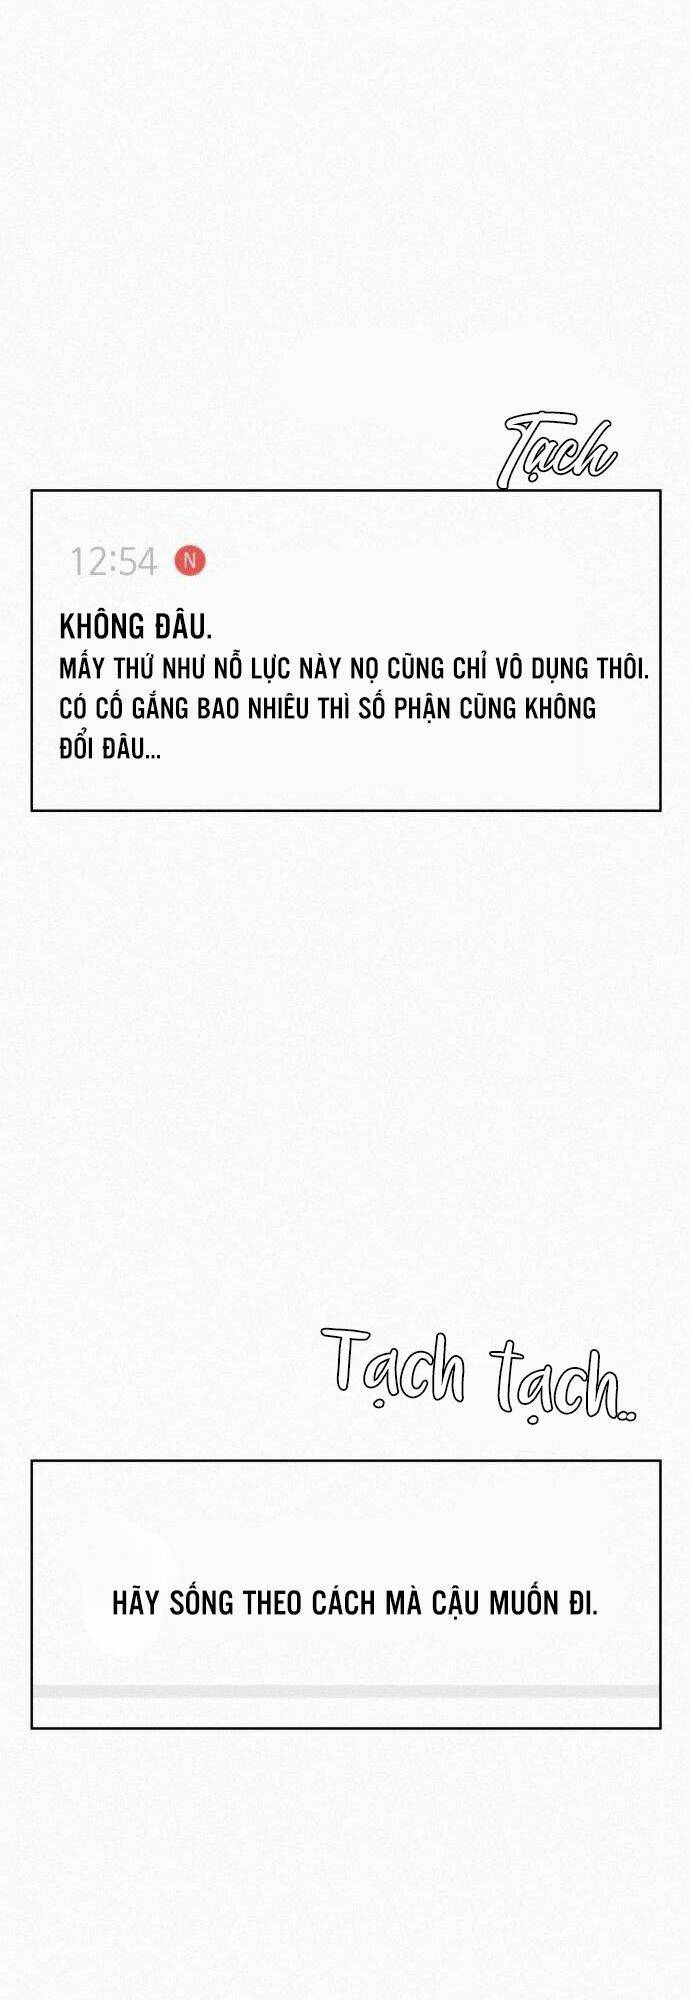 Tạch
12:54 N
KHÔNG ĐÂU.
MẤY THỨ NHƯ NỖ LỰC NÀY NỌ CŨNG CHỈ VÔ DỤNG THÔI.
CÓ CỐ GẮNG BAO NHIÊU THÌ SỐ PHẬN CŨNG KHÔNG
ĐỔI ĐÂU...
Tạch tạch..
HÃY SỐNG THEO CÁCH MÀ CẬU MUỐN ĐI.